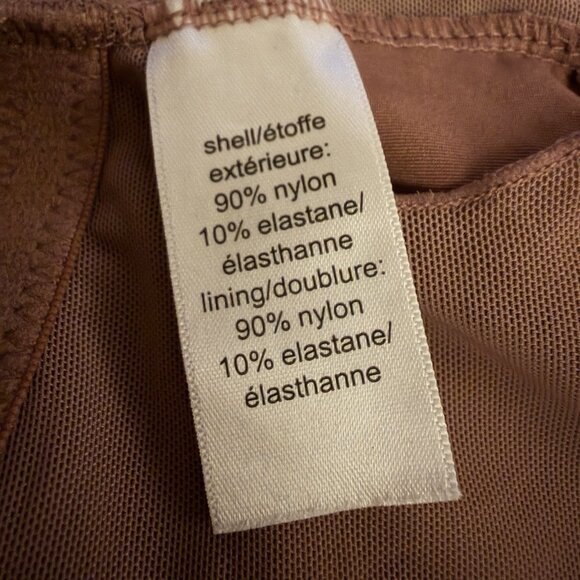 shell/étoffe
extérieure:
90% nylon
10% elastane/
élasthanne
lining/doublure:
90% nylon
10% elastane/
élasthanne